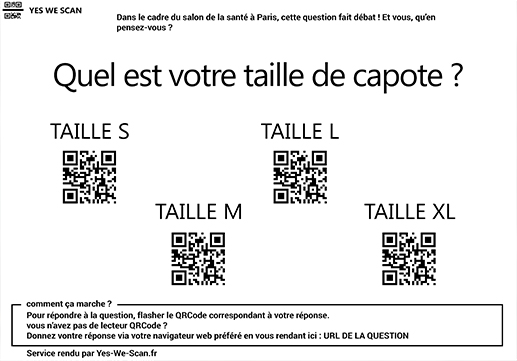 YES WE SCAN
Dans le cadre du salon de la santé à Paris, cette question fait débat ! Et vous, qu'en
pensez-vous ?
Quel est votre taille de capote ?
TAILLE S
TAILLE L
TAILLE M
TAILLE XL
comment ça marche ?
Pour répondre à la question, flasher le QRCode correspondant à votre réponse.
vous n'avez pas de lecteur QRCode ?
Donnez vontre réponse via votre navigateur web préféré en vous rendant ici : URL DE LA QUESTION
Service rendu par Yes-We-Scan.fr